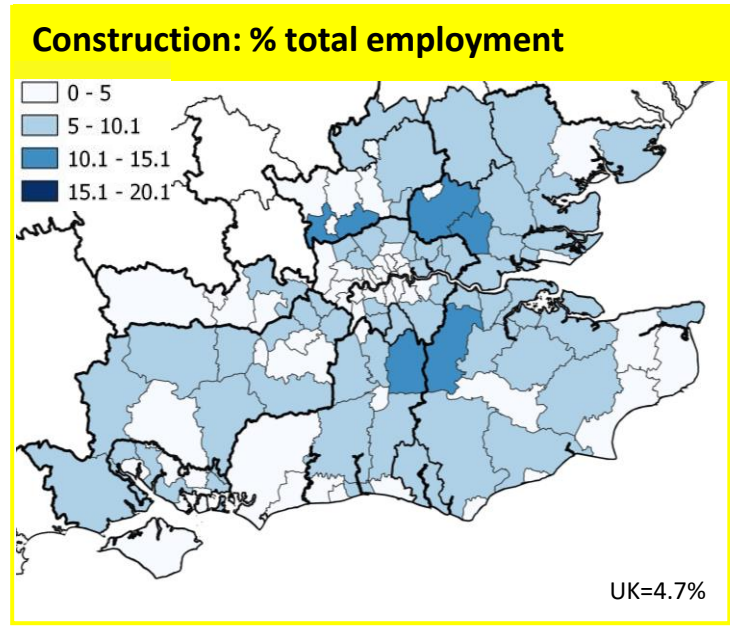 Construction: % total employment
0 - 5
5 - 10.1
10.1 - 15.1
15.1 - 20.1
UK=4.7%